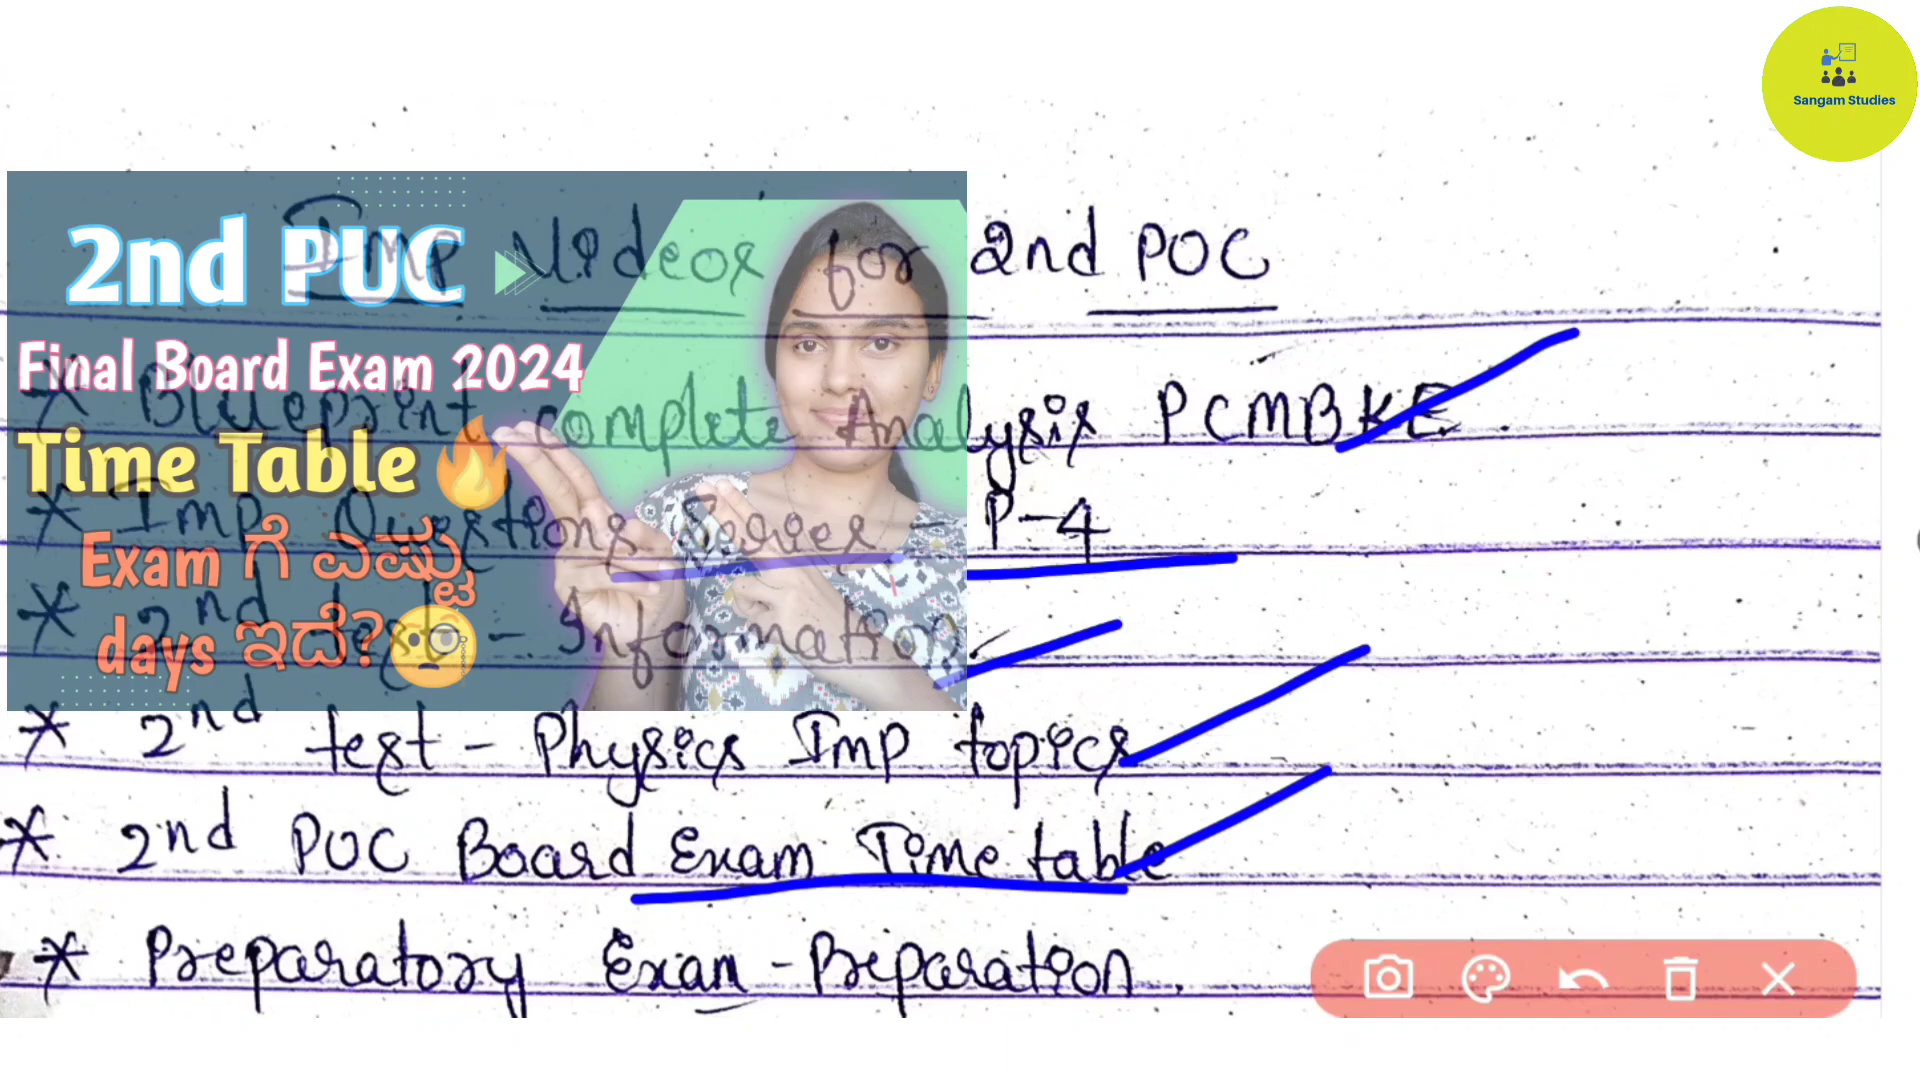 Sangam Studies
Imp Videos for 2nd PUC
* Blueprint complete Analysis PCMBKE.
* Imp Questions Series - P-4
* 2nd test - Information.
* 2nd test - Physics Imp topics
* 2nd PUC Board Exam Time table
* Preparatory Exam - Preparation.
2nd PUC
Final Board Exam 2024
Time Table
Exam ಗೆ ಎಷ್ಟು
days ಇದೆ?